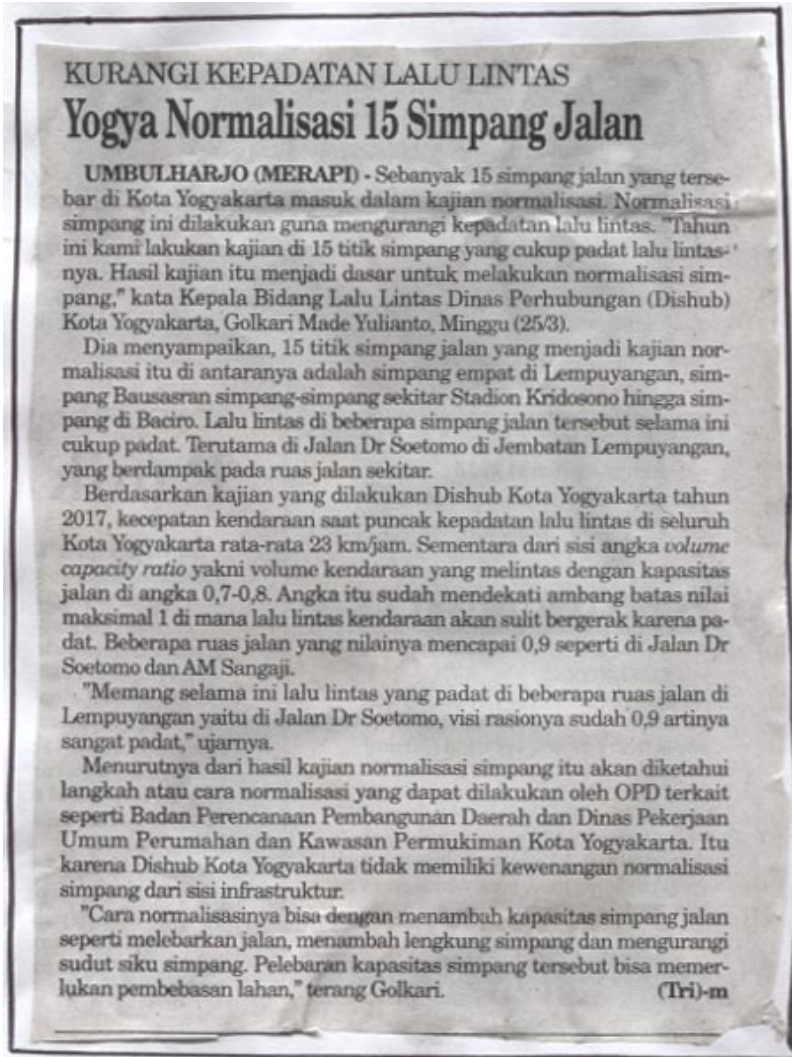 KURANGI KEPADATAN LALU LINTAS
Yogya Normalisasi 15 Simpang Jalan
UMBULHARJO (MERAPI) - Sebanyak 15 simpang jalan yang terse-
bar di Kota Yogyakarta masuk dalam kajian normalisasi. Normalisasi
simpang ini dilakukan guna mengurangi kepadatan lalu lintas. "Tahun
ini kami lakukan kajian di 15 titik simpang yang cukup padat lalu lintas-
nya. Hasil kajian itu menjadi dasar untuk melakukan normalisasi sim-
pang," kata Kepala Bidang Lalu Lintas Dinas Perhubungan (Dishub)
Kota Yogyakarta, Golkari Made Yulianto, Minggu (25/3).
Dia menyampaikan, 15 titik simpang jalan yang menjadi kajian nor-
malisasi itu di antaranya adalah simpang empat di Lempuyangan, sim-
pang Bausasran simpang-simpang sekitar Stadion Kridosono hingga sim-
pang di Baciro. Lalu lintas di beberapa simpang jalan tersebut selama ini
cukup padat. Terutama di Jalan Dr Soetomo di Jembatan Lempuyangan,
yang berdampak pada ruas jalan sekitar.
Berdasarkan kajian yang dilakukan Dishub Kota Yogyakarta tahun
2017, kecepatan kendaraan saat puncak kepadatan lalu lintas di seluruh
Kota Yogyakarta rata-rata 23 km/jam. Sementara dari sisi angka volume
capacity ratio yakni volume kendaraan yang melintas dengan kapasitas
jalan di angka 0,7-0,8. Angka itu sudah mendekati ambang batas nilai
maksimal 1 di mana lalu lintas kendaraan akan sulit bergerak karena pa-
dat. Beberapa ruas jalan yang nilainya mencapai 0,9 seperti di Jalan Dr
Soetomo dan AM Sangaji.
"Memang selama ini lalu lintas yang padat di beberapa ruas jalan di
Lempuyangan yaitu di Jalan Dr Soetomo, visi rasionya sudah 0,9 artinya
sangat padat," ujarnya.
Menurutnya dari hasil kajian normalisasi simpang itu akan diketahui
langkah atau cara normalisasi yang dapat dilakukan oleh OPD terkait
seperti Badan Perencanaan Pembangunan Daerah dan Dinas Pekerjaan
Umum Perumahan dan Kawasan Permukiman Kota Yogyakarta. Itu
karena Dishub Kota Yogyakarta tidak memiliki kewenangan normalisasi
simpang dari sisi infrastruktur.
"Cara normalisasinya bisa dengan menambah kapasitas simpang jalan
seperti melebarkan jalan, menambah lengkung simpang dan mengurangi
sudut siku simpang. Pelebaran kapasitas simpang tersebut bisa memer-
lukan pembebasan lahan," terang Golkari. (Tri)-m